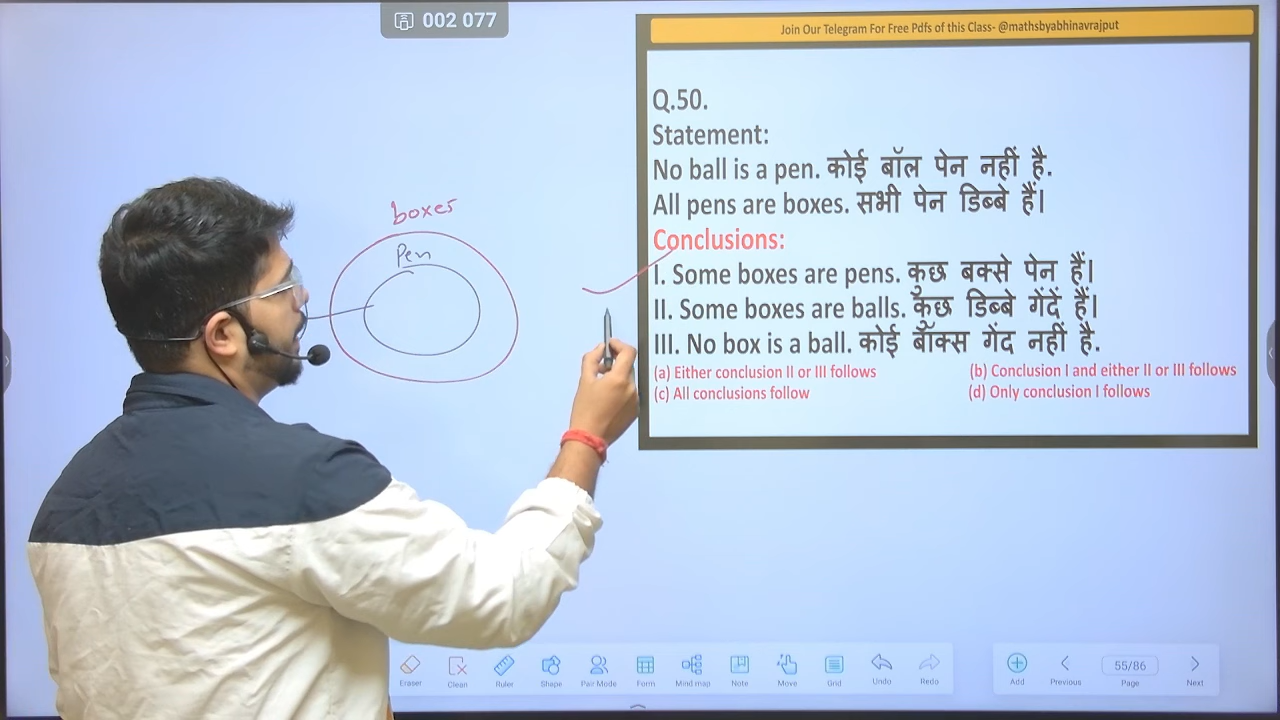 002 077
Join Our Telegram For Free Pdfs of this Class- @mathsbyabhinavrajput
Q.50.
Statement:
No ball is a pen. कोई बॉल पेन नहीं है.
All pens are boxes. सभी पेन डिब्बे हैं।
Conclusions:
I. Some boxes are pens. कुछ बक्से पेन हैं।
II. Some boxes are balls. कुछ डिब्बे गेंदें हैं।
III. No box is a ball. कोई बॉक्स गेंद नहीं है.
(a) Either conclusion II or III follows (b) Conclusion I and either II or III follows
(c) All conclusions follow (d) Only conclusion I follows
boxes
Pen
Eraser Clean Ruler Shape Pair Mode Form Mind map Note Move Grid Undo Redo Add Previous 55/86 Page Next